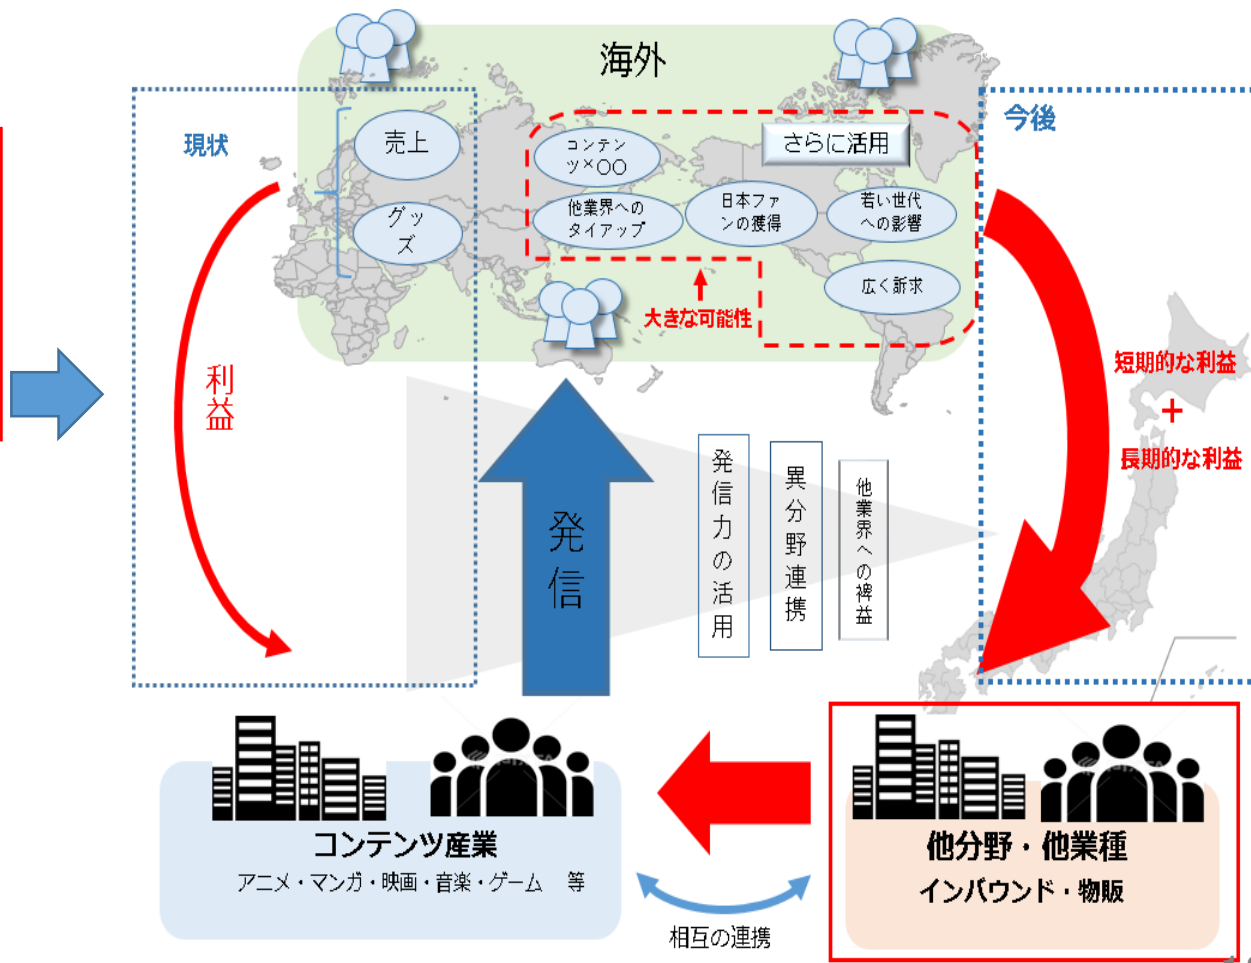 海外
現状
今後
売上
グッ
ズ
コンテン
ツ×〇〇
さらに活用
他業界への
タイアップ
日本ファ
ンの獲得
若い世代
への影響
広く訴求
大きな可能性
利益
短期的な利益
＋
長期的な利益
発信
発信力の活用
異分野連携
他業界への裨益
コンテンツ産業
アニメ・マンガ・映画・音楽・ゲーム　等
他分野・他業種
インバウンド・物販
相互の連携